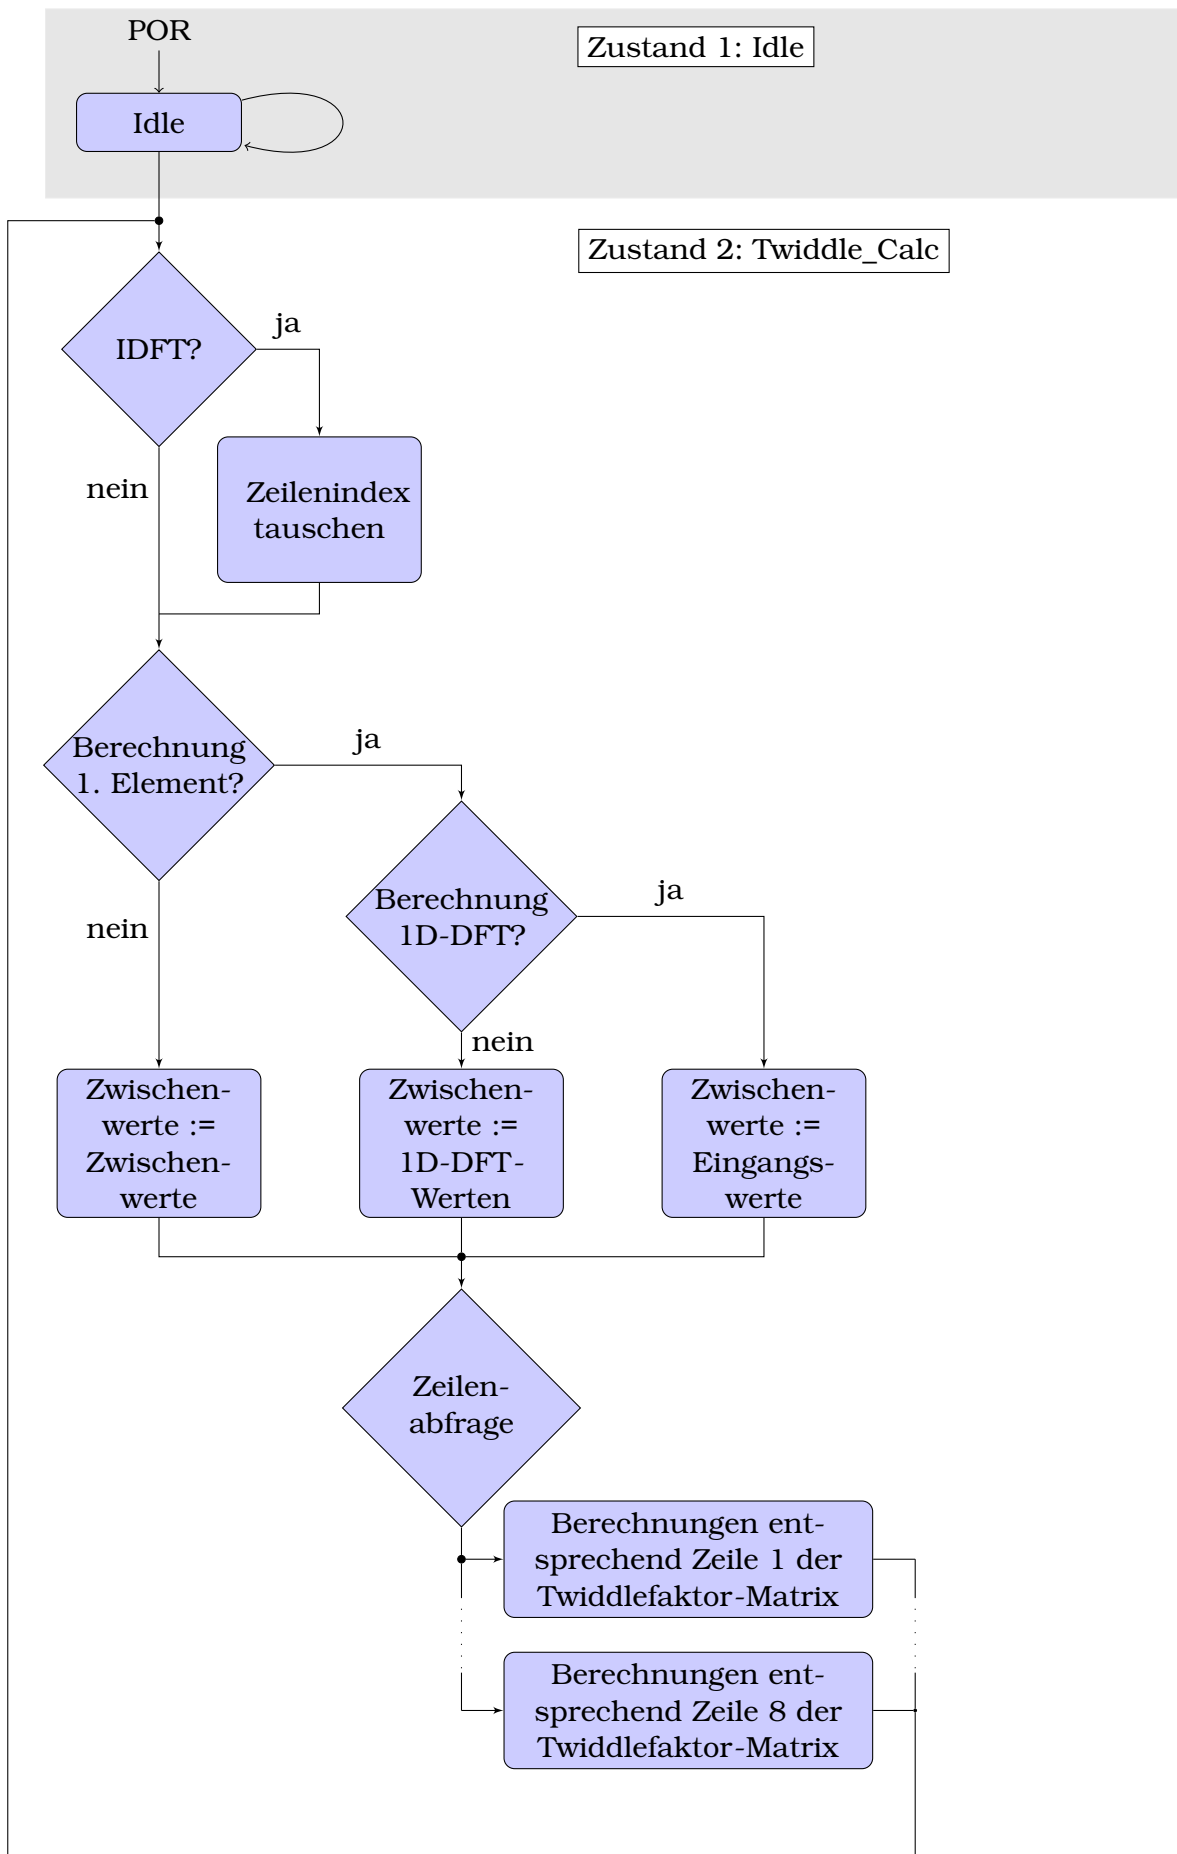 POR
Zustand 1: Idle
Idle
Zustand 2: Twiddle_Calc
IDFT?
ja
nein
Zeilenindex
tauschen
Berechnung
1. Element?
ja
nein
Berechnung
1D-DFT?
ja
nein
Zwischen-
werte :=
Zwischen-
werte
Zwischen-
werte :=
1D-DFT-
Werten
Zwischen-
werte :=
Eingangs-
werte
Zeilen-
abfrage
Berechnungen ent-
sprechend Zeile 1 der
Twiddlefaktor-Matrix
Berechnungen ent-
sprechend Zeile 8 der
Twiddlefaktor-Matrix